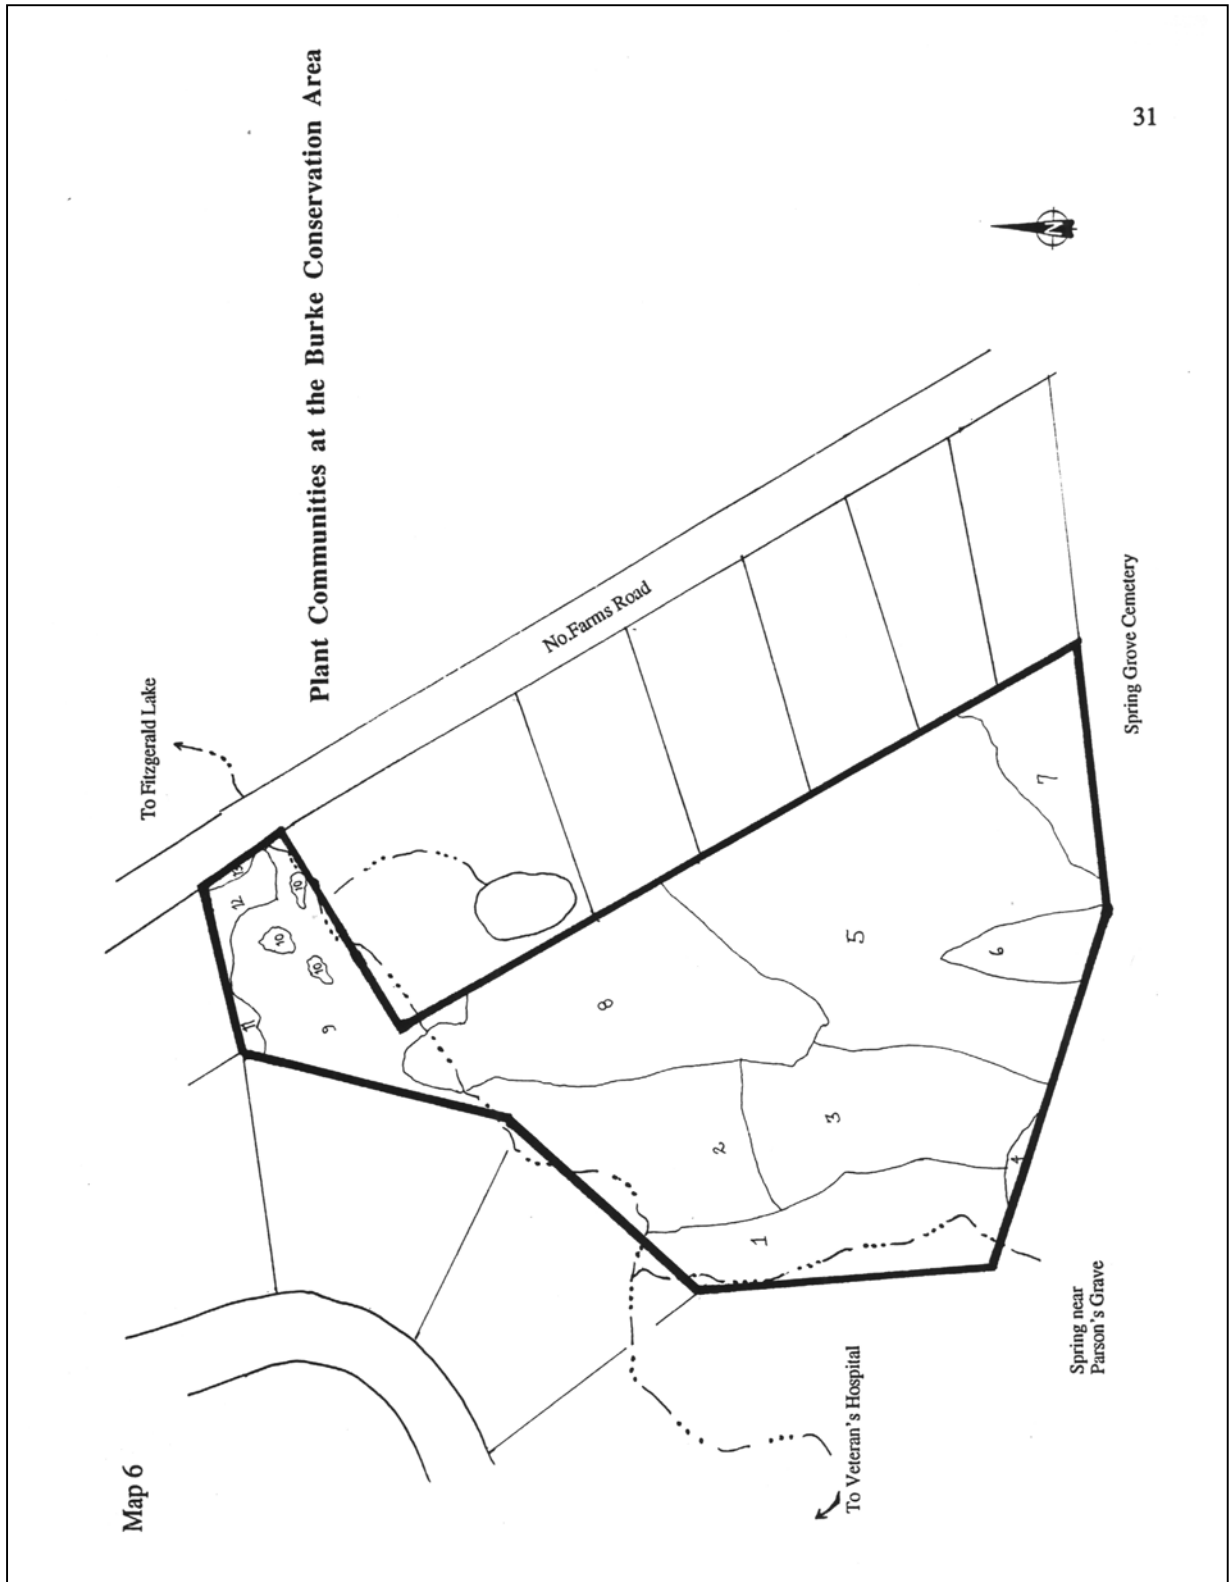 Map 6
Plant Communities at the Burke Conservation Area
31
To Fitzgerald Lake
No.Farms Road
N
13
12
10
10
10
11
9
8
5
7
6
2
3
1
4
Spring Grove Cemetery
To Veteran's Hospital
Spring near
Parson's Grave